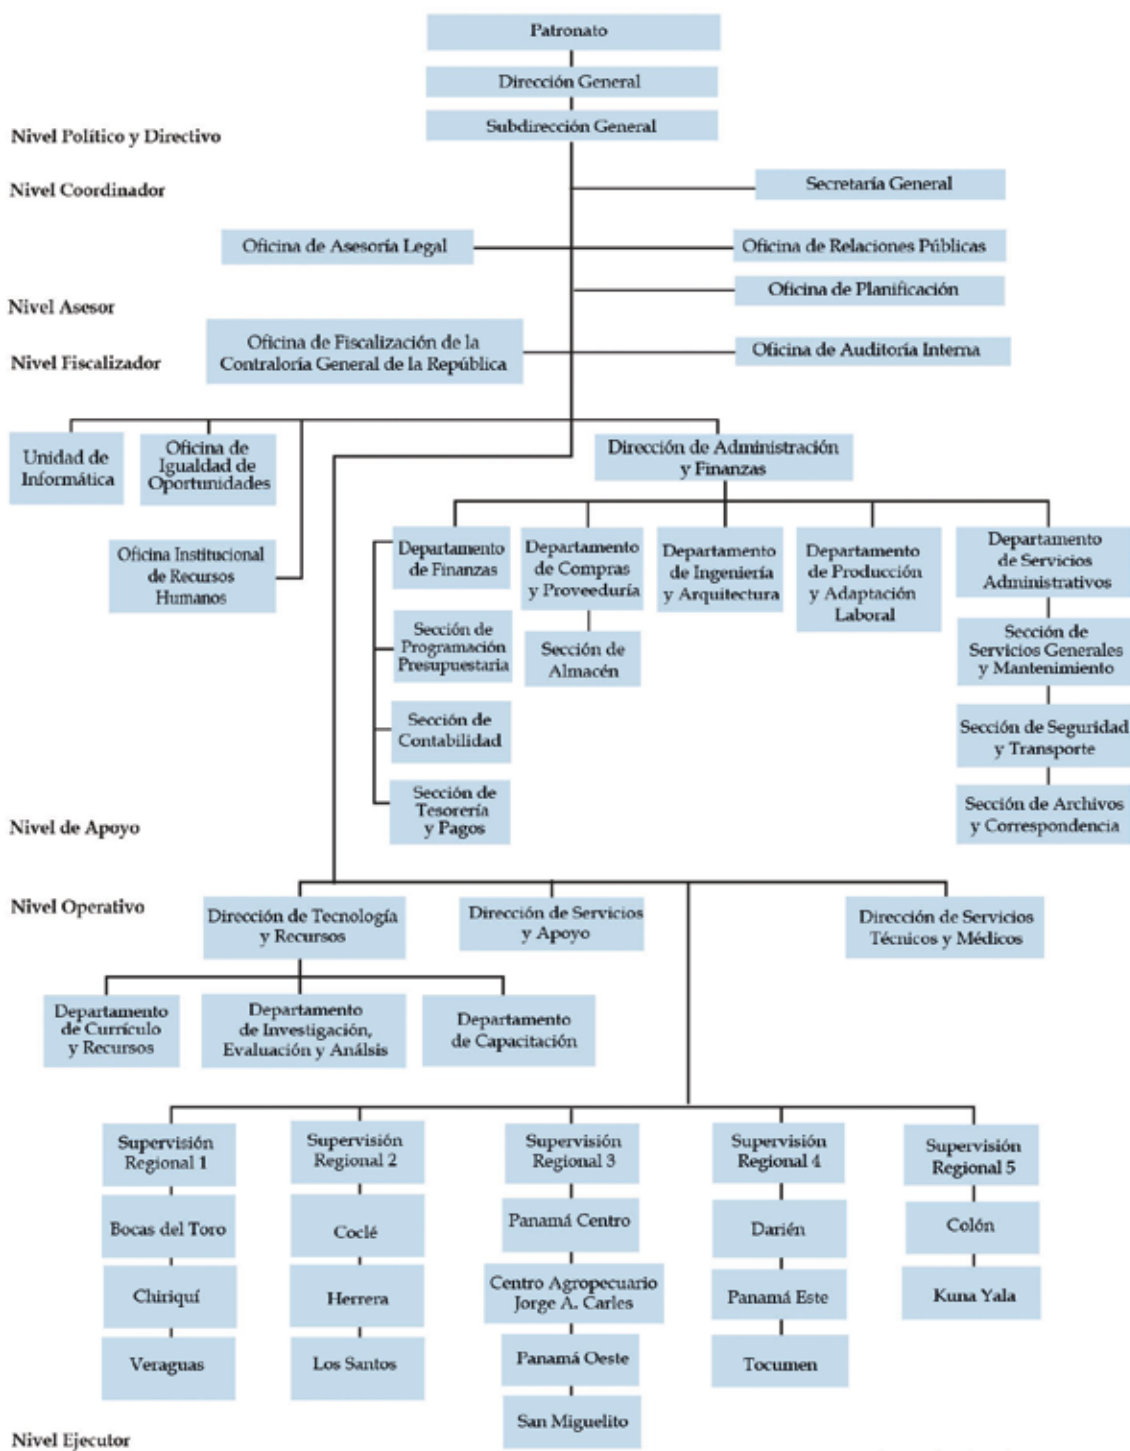 Patronato
Dirección General
Subdirección General
Nivel Político y Directivo
Nivel Coordinador
Secretaría General
Oficina de Asesoría Legal
Oficina de Relaciones Públicas
Oficina de Planificación
Nivel Asesor
Oficina de Fiscalización de la
Contraloría General de la República
Oficina de Auditoría Interna
Nivel Fiscalizador
Unidad de
Informática
Oficina de
Igualdad de
Oportunidades
Dirección de Administración
y Finanzas
Oficina Institucional
de Recursos
Humanos
Departamento
de Finanzas
Departamento
de Compras
y Proveeduría
Departamento
de Ingeniería
y Arquitectura
Departamento
de Producción
y Adaptación
Laboral
Departamento
de Servicios
Administrativos
Sección de
Programación
Presupuestaria
Sección de
Almacén
Sección de
Servicios Generales
y Mantenimiento
Sección de
Contabilidad
Sección de Seguridad
y Transporte
Sección de
Tesorería
y Pagos
Sección de Archivos
y Correspondencia
Nivel de Apoyo
Nivel Operativo
Dirección de Tecnología
y Recursos
Dirección de Servicios
y Apoyo
Dirección de Servicios
Técnicos y Médicos
Departamento
de Currículo
y Recursos
Departamento
de Investigación,
Evaluación y Análsis
Departamento
de Capacitación
Supervisión
Regional 1
Supervisión
Regional 2
Supervisión
Regional 3
Supervisión
Regional 4
Supervisión
Regional 5
Bocas del Toro
Coclé
Panamá Centro
Darién
Colón
Chiriquí
Herrera
Centro Agropecuario
Jorge A. Carles
Panamá Este
Kuna Yala
Veraguas
Los Santos
Panamá Oeste
Tocumen
San Miguelito
Nivel Ejecutor